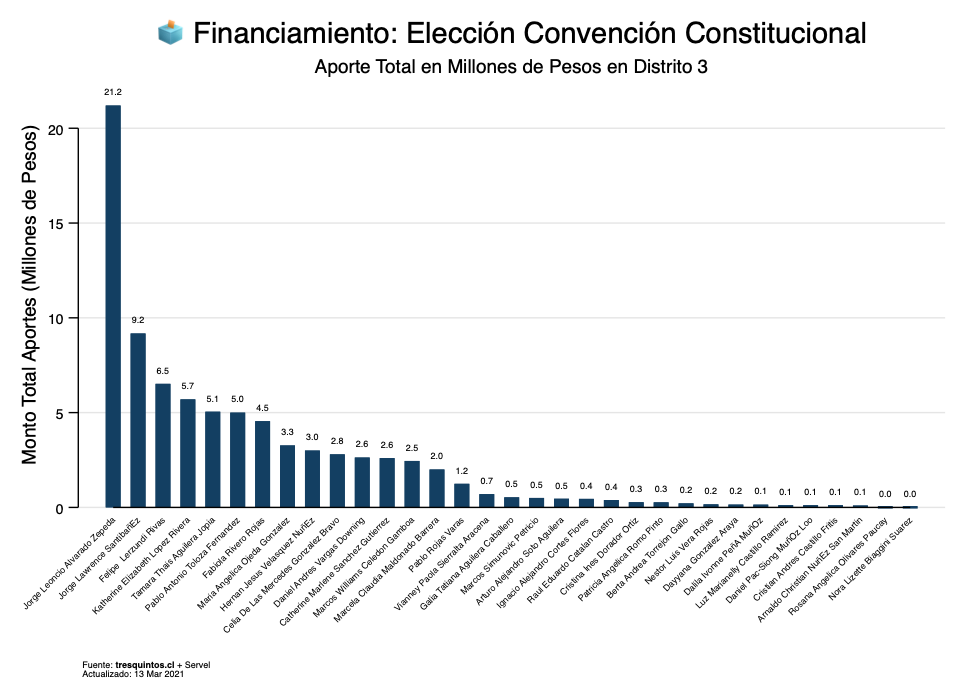 🗳️ Financiamiento: Elección Convención Constitucional
Aporte Total en Millones de Pesos en Distrito 3
Monto Total Aportes (Millones de Pesos)
20
15
10
5
0
21.2
9.2
6.5
5.7
5.1
5.0
4.5
3.3
3.0
2.8
2.6
2.6
2.5
2.0
1.2
0.7
0.5
0.5
0.5
0.4
0.4
0.3
0.3
0.2
0.2
0.2
0.1
0.1
0.1
0.1
0.1
0.0
0.0
Jorge Leoncio Alvarado Zepeda
Jorge Lawrence SantibañEz
Felipe Lerzundi Rivas
Katherine Elizabeth Lopez Rivera
Tamara Thais Aguilera Jopia
Pablo Antonio Toloza Fernandez
Fabiola Rivero Rojas
Maria Angelica Ojeda Gonzalez
Hernan Jesus Velasquez NuñEz
Celia De Las Mercedes Gonzalez Bravo
Daniel Andres Vargas Downing
Catherine Marlene Sanchez Gutierrez
Marcos Williams Celedon Gamboa
Marcela Claudia Maldonado Barrera
Pablo Rojas Varas
Vianney Paola Sierralta Aracena
Galia Tatiana Aguilera Caballero
Marcos Simunovic Petricio
Arturo Alejandro Soto Aguilera
Ignacio Alejandro Cortes Flores
Raul Eduardo Catalan Castro
Cristina Ines Dorador Ortiz
Patricia Angelica Romo Pinto
Berta Andrea Torrejon Gallo
Nestor Luis Vera Rojas
Dayyana Gonzalez Araya
Dalila Ivonne PeñA MuñOz
Luz Marianelly Castillo Ramirez
Daniel Pac-Siong MuñOz Loo
Cristian Andres Castillo Fritis
Arnaldo Christian NuñEz San Martin
Rosana Angelica Olivares Paucay
Nora Lizette Biaggini Suarez
Fuente: tresquintos.cl + Servel
Actualizado: 13 Mar 2021